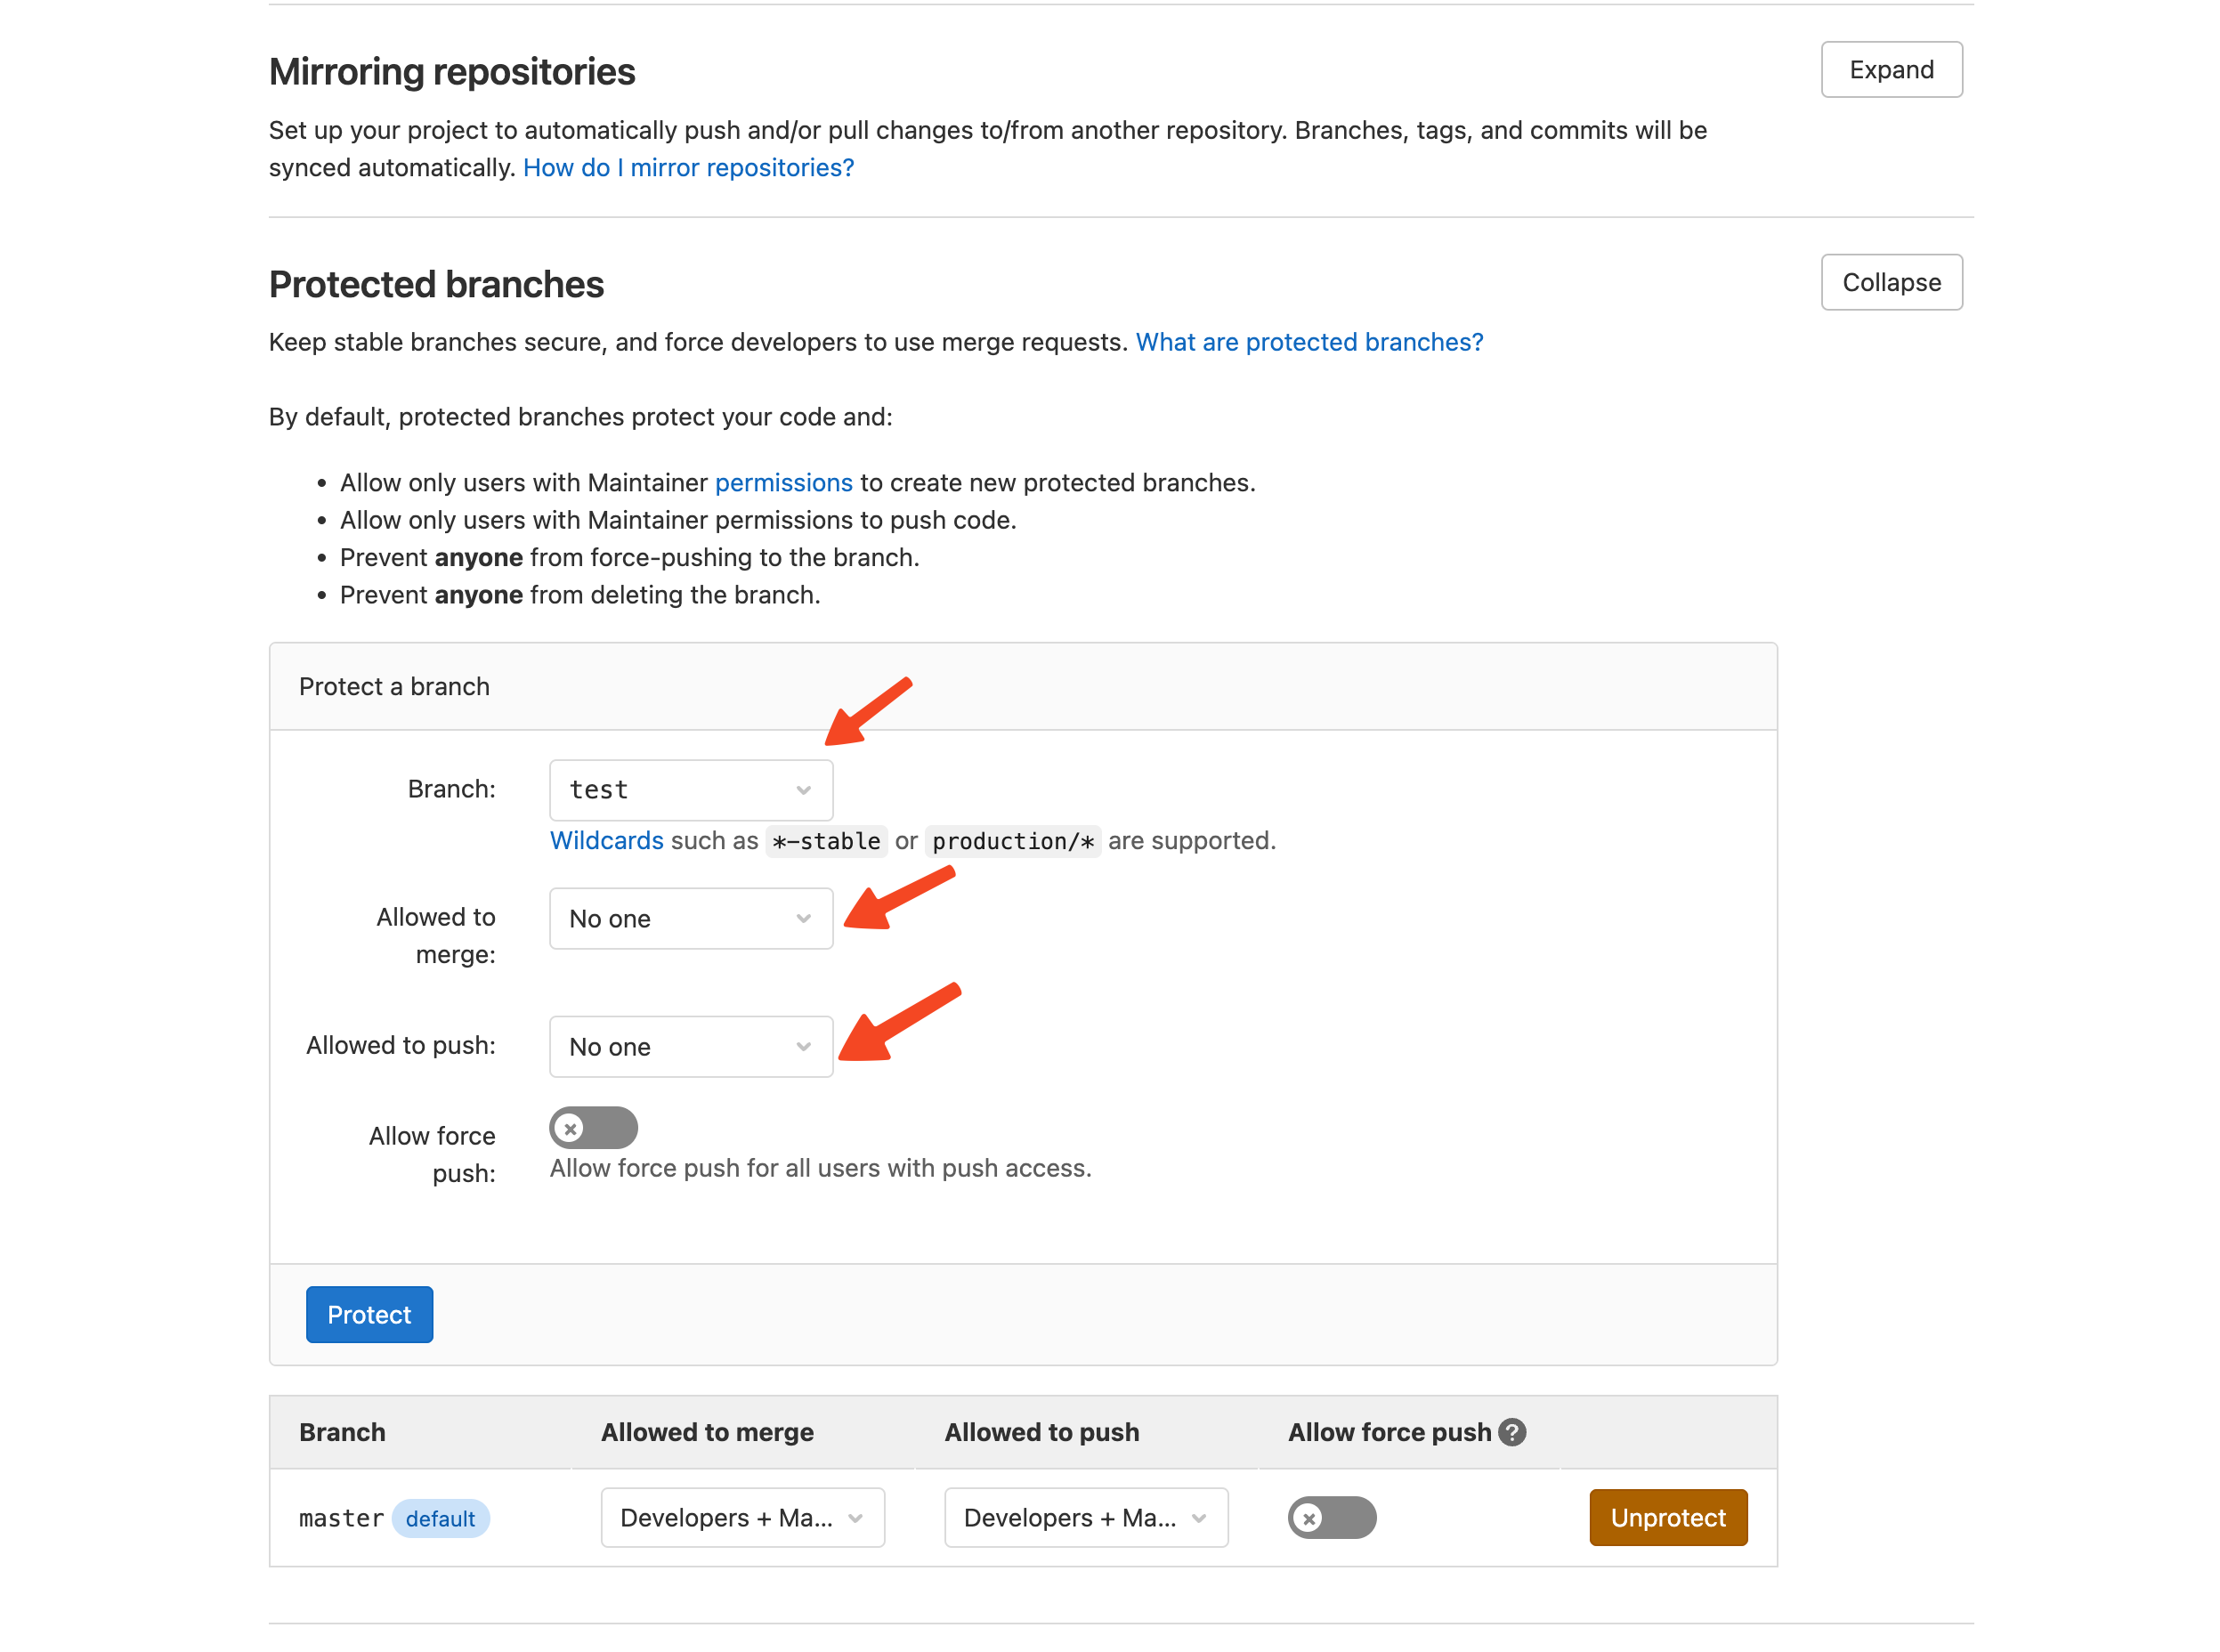 Mirroring repositories
Expand
Set up your project to automatically push and/or pull changes to/from another repository. Branches, tags, and commits will be
synced automatically. How do I mirror repositories?
Protected branches
Collapse
Keep stable branches secure, and force developers to use merge requests. What are protected branches?
By default, protected branches protect your code and:
• Allow only users with Maintainer permissions to create new protected branches.
• Allow only users with Maintainer permissions to push code.
• Prevent anyone from force-pushing to the branch.
• Prevent anyone from deleting the branch.
Protect a branch
Branch: test
Wildcards such as *-stable or production/* are supported.
Allowed to
merge:
No one
Allowed to push: No one
Allow force
push:
Allow force push for all users with push access.
Protect
Branch Allowed to merge Allowed to push Allow force push ?
master default Developers + Ma... Developers + Ma... Unprotect